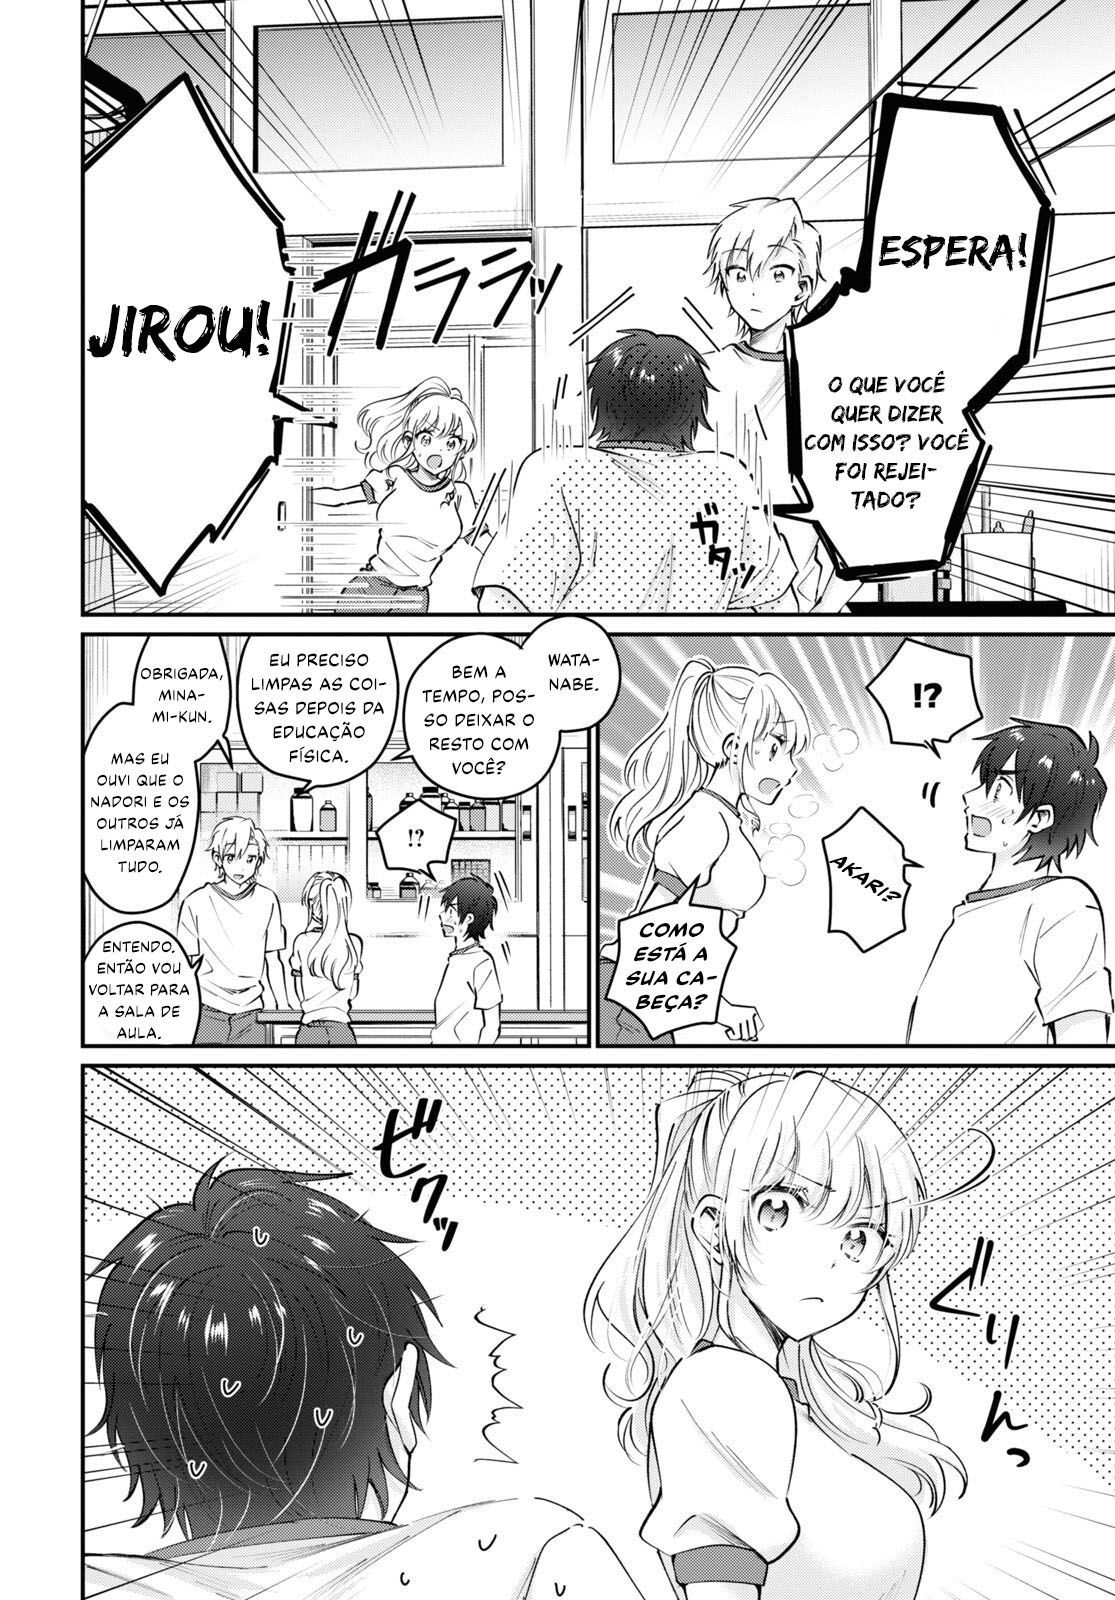 ESPERA!
O QUE VOCÊ
QUER DIZER
COM ISSO? VOCÊ
FOI REJEI-
TADO?
ガタッ
ガララッ
JIROU!
!?
AKARI?
COMO
ESTÁ A
SUA CA-
BEÇA?
WATA-
NABE.
BEM A
TEMPO, POS-
SO DEIXAR O
RESTO COM
VOCÊ?
!?
EU PRECISO
LIMPAS AS COI-
SAS DEPOIS DA
EDUCAÇÃO
FÍSICA.
OBRIGADA,
MINA-
MI-KUN.
MAS EU
OUVI QUE O
NADORI E OS
OUTROS JÁ
LIMPARAM
TUDO.
ENTENDO.
ENTÃO VOU
VOLTAR PARA
A SALA DE
AULA.
ぐりんっ
ビクッ